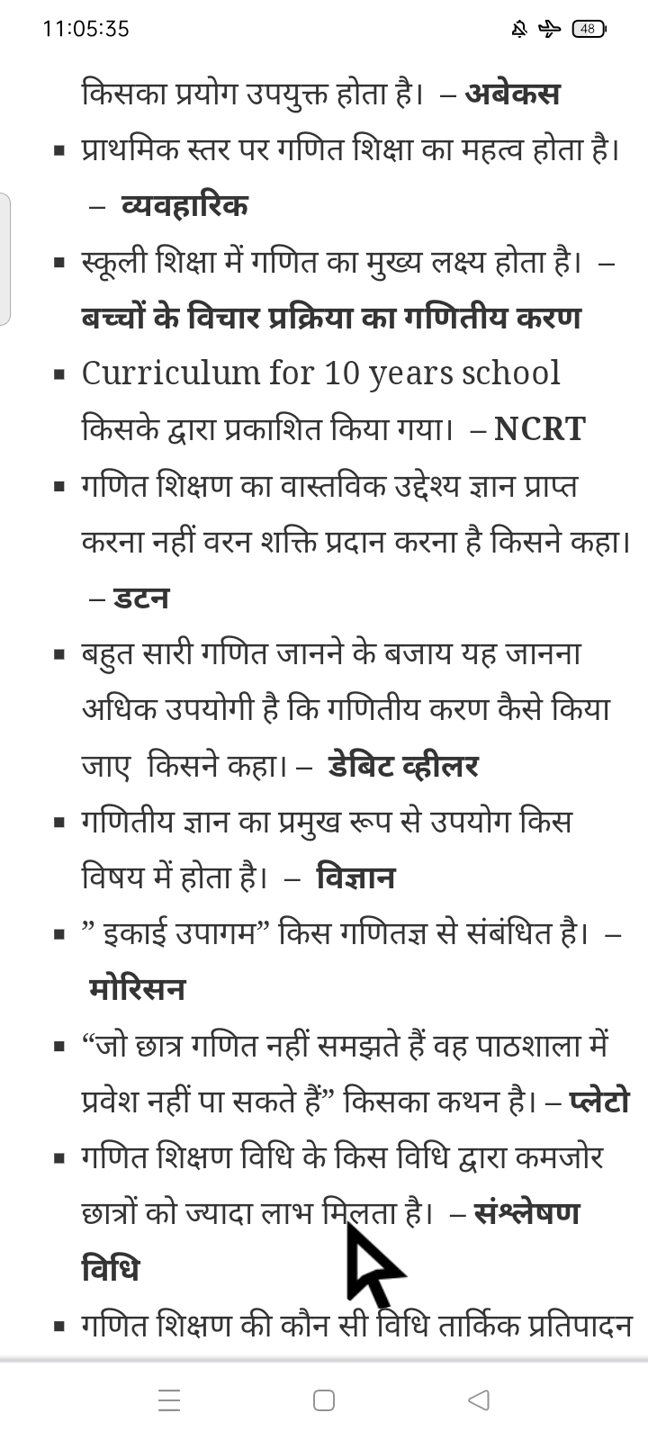 11:05:35
48
किसका प्रयोग उपयुक्त होता है। – अबेकस
▪ प्राथमिक स्तर पर गणित शिक्षा का महत्व होता है।
– व्यवहारिक
▪ स्कूली शिक्षा में गणित का मुख्य लक्ष्य होता है। –
बच्चों के विचार प्रक्रिया का गणितीय करण
▪ Curriculum for 10 years school
किसके द्वारा प्रकाशित किया गया। – NCRT
▪ गणित शिक्षण का वास्तविक उद्देश्य ज्ञान प्राप्त
करना नहीं वरन शक्ति प्रदान करना है किसने कहा।
– डटन
▪ बहुत सारी गणित जानने के बजाय यह जानना
अधिक उपयोगी है कि गणितीय करण कैसे किया
जाए किसने कहा। – डेबिट व्हीलर
▪ गणितीय ज्ञान का प्रमुख रूप से उपयोग किस
विषय में होता है। – विज्ञान
▪ ” इकाई उपागम” किस गणितज्ञ से संबंधित है। –
मोरिसन
▪ “जो छात्र गणित नहीं समझते हैं वह पाठशाला में
प्रवेश नहीं पा सकते हैं” किसका कथन है। – प्लेटो
▪ गणित शिक्षण विधि के किस विधि द्वारा कमजोर
छात्रों को ज्यादा लाभ मिलता है। – संश्लेषण
विधि
▪ गणित शिक्षण की कौन सी विधि तार्किक प्रतिपादन